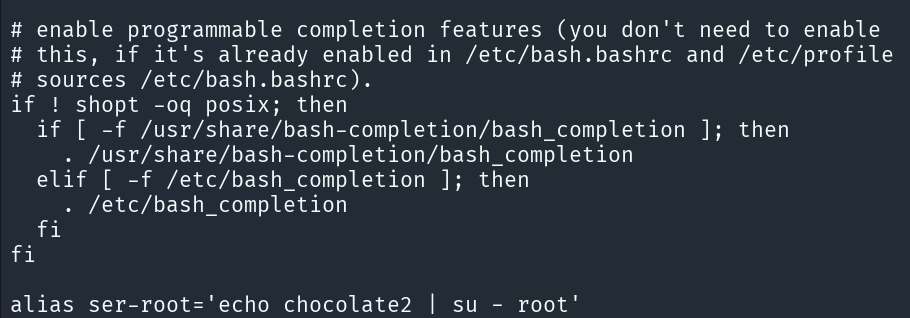 # enable programmable completion features (you don't need to enable
# this, if it's already enabled in /etc/bash.bashrc and /etc/profile
# sources /etc/bash.bashrc).
if ! shopt -oq posix; then
  if [ -f /usr/share/bash-completion/bash_completion ]; then
    . /usr/share/bash-completion/bash_completion
  elif [ -f /etc/bash_completion ]; then
    . /etc/bash_completion
  fi
fi

alias ser-root='echo chocolate2 | su - root'